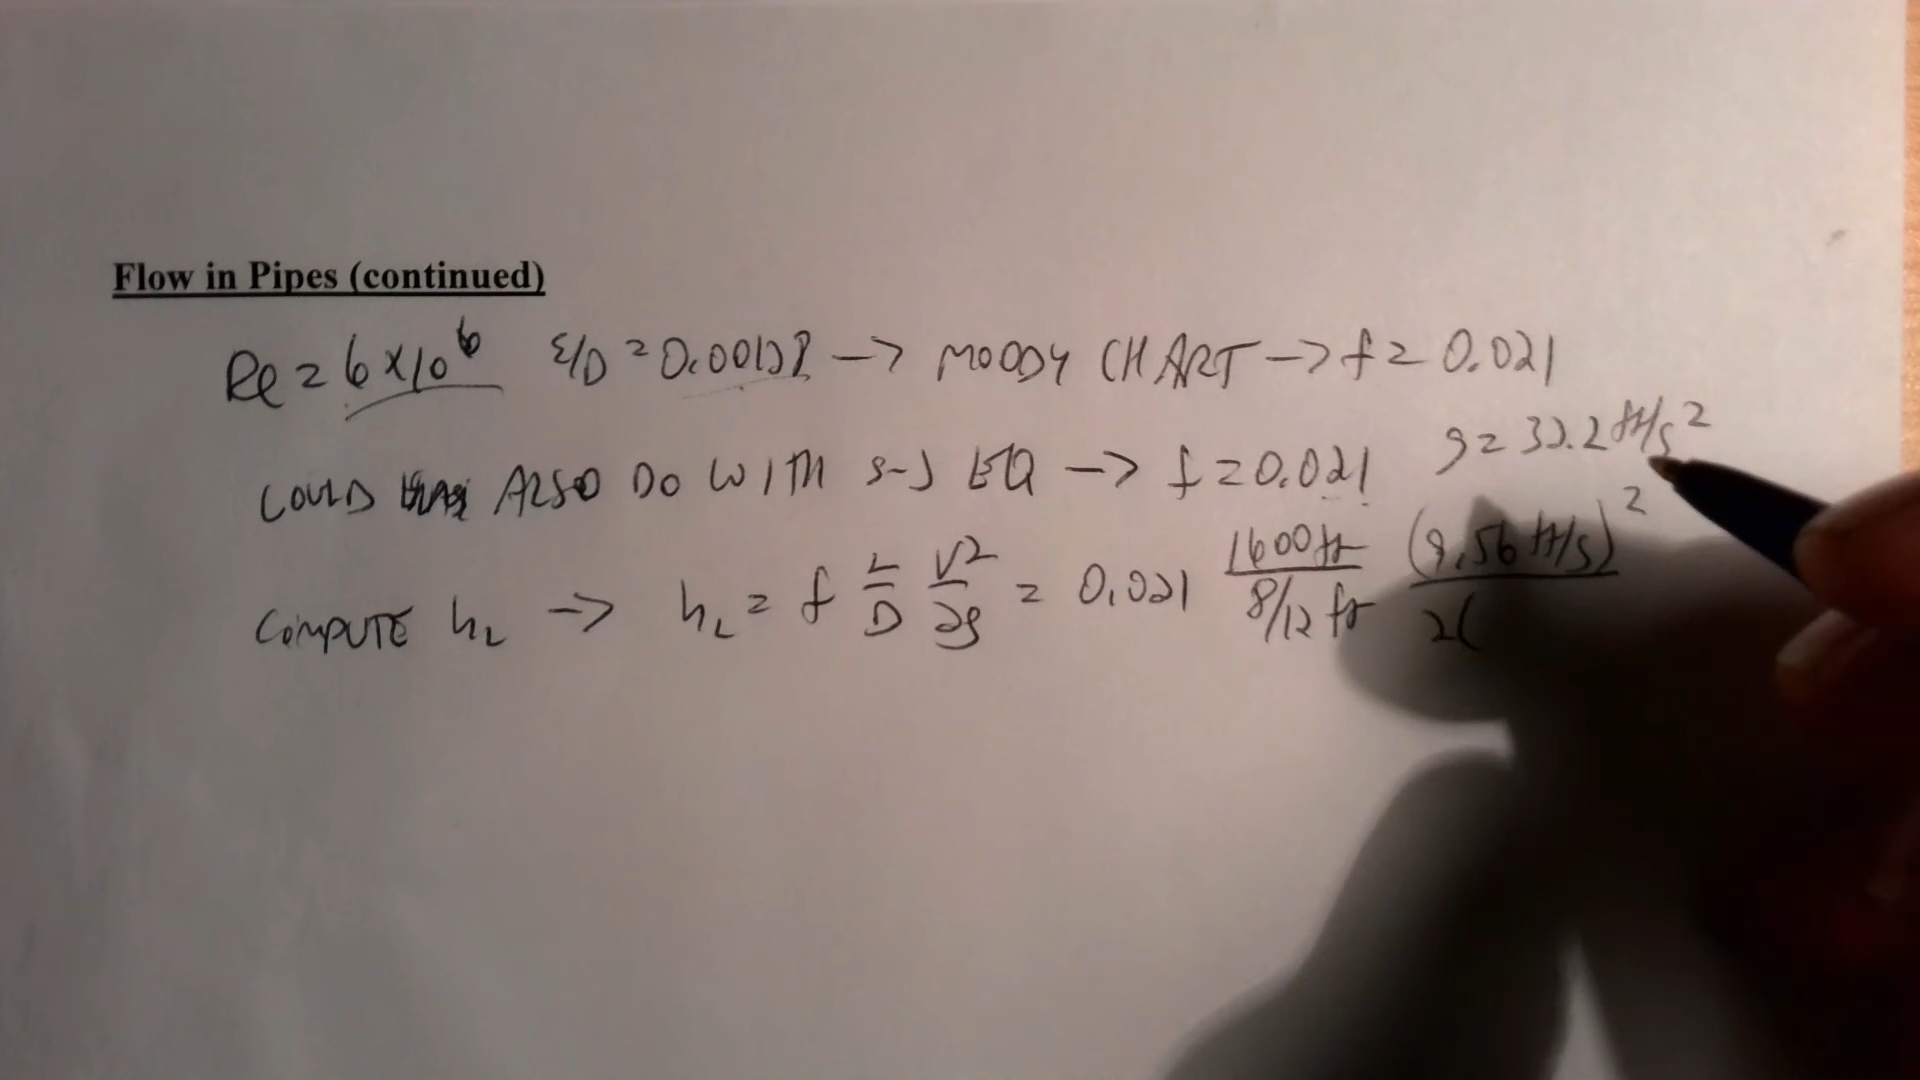 Flow in Pipes (continued)
Re = 6 × 10^6 ε/D = 0.00128 -> MOODY CHART -> f = 0.021
COULD ALSO DO WITH S-J EQ -> f = 0.021 g = 32.2 ft/s^2
COMPUTE h_L -> h_L = f L/D V^2/2g = 0.021 1600 ft/(8/12 ft) (9.56 ft/s)^2/2(